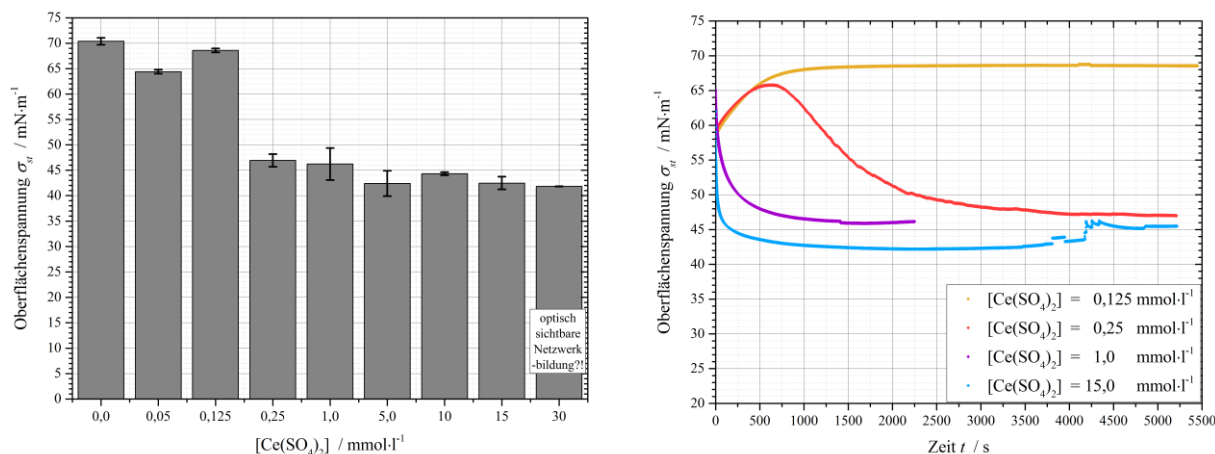 75
70
65
60
55
50
45
40
35
30
25
20
15
10
5
0
Oberflächenspannung σst / mN·m-1
optisch
sichtbare
Netzwerk
-bildung?!
0,0 0,05 0,125 0,25 1,0 5,0 10 15 30
[Ce(SO4)2] / mmol·l-1
75
70
65
60
55
50
45
40
35
30
25
20
Oberflächenspannung σst / mN·m-1
[Ce(SO4)2] = 0,125 mmol·l-1
[Ce(SO4)2] = 0,25 mmol·l-1
[Ce(SO4)2] = 1,0 mmol·l-1
[Ce(SO4)2] = 15,0 mmol·l-1
0 500 1000 1500 2000 2500 3000 3500 4000 4500 5000 5500
Zeit t / s